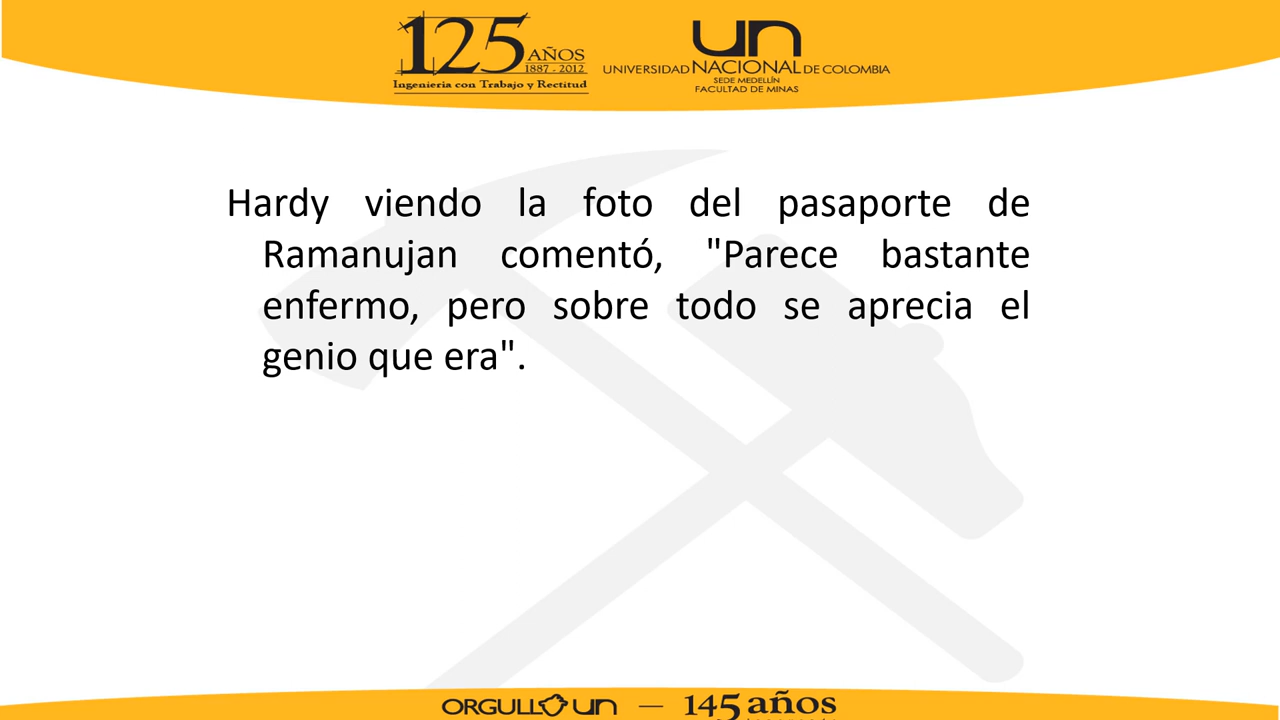 125 AÑOS
1887 - 2012
Ingeniería con Trabajo y Rectitud
un
UNIVERSIDAD NACIONAL DE COLOMBIA
SEDE MEDELLÍN
FACULTAD DE MINAS
Hardy viendo la foto del pasaporte de
Ramanujan comentó, "Parece bastante
enfermo, pero sobre todo se aprecia el
genio que era".
ORGULLO UN — 145 años